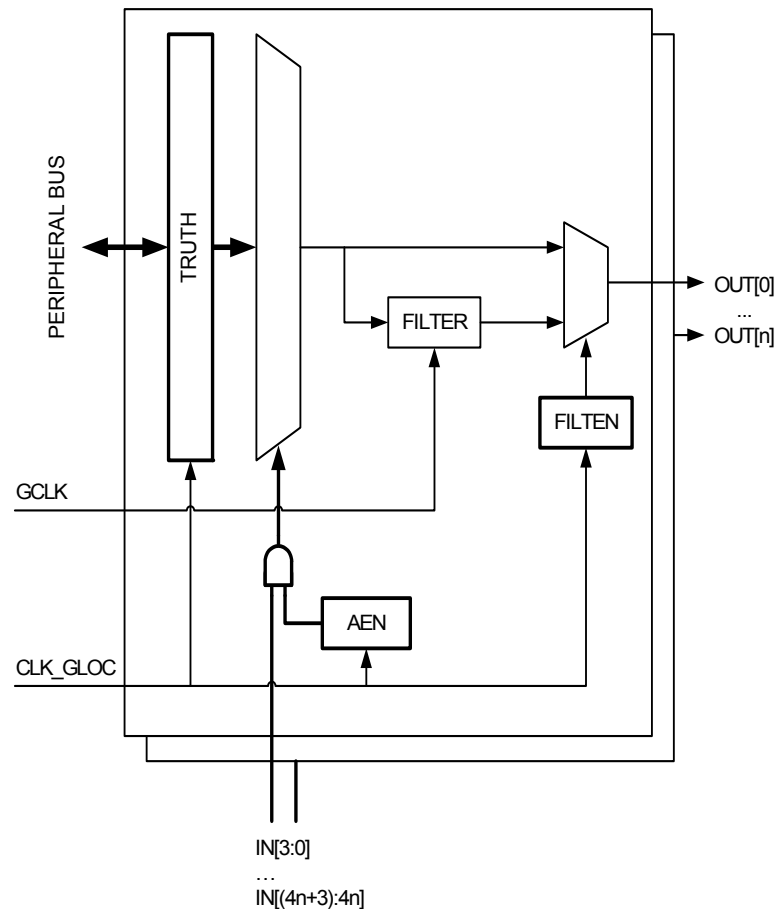 PERIPHERAL BUS
TRUTH
FILTER
OUT[0]
...
OUT[n]
FILTEN
GCLK
AEN
CLK_GLOC
IN[3:0]
...
IN[(4n+3):4n]